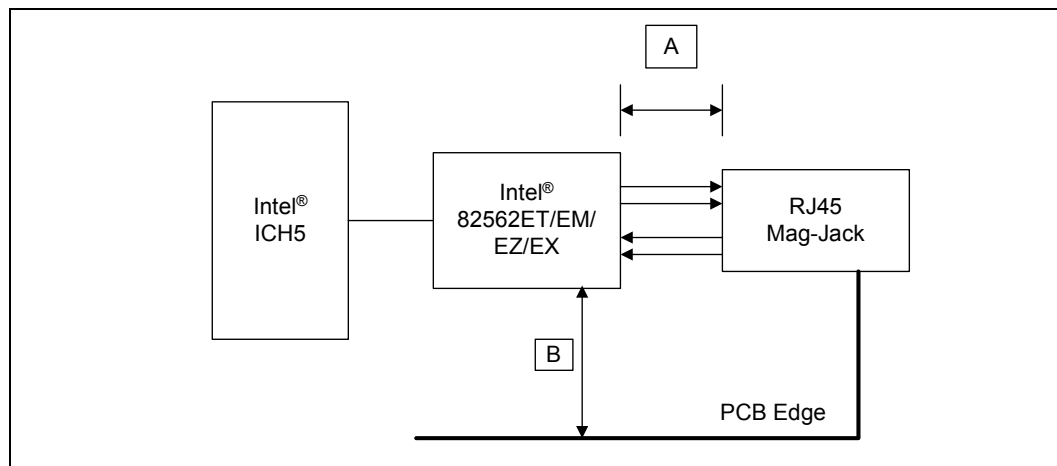 A
Intel®
ICH5
Intel®
82562ET/EM/
EZ/EX
RJ45
Mag-Jack
B
PCB Edge